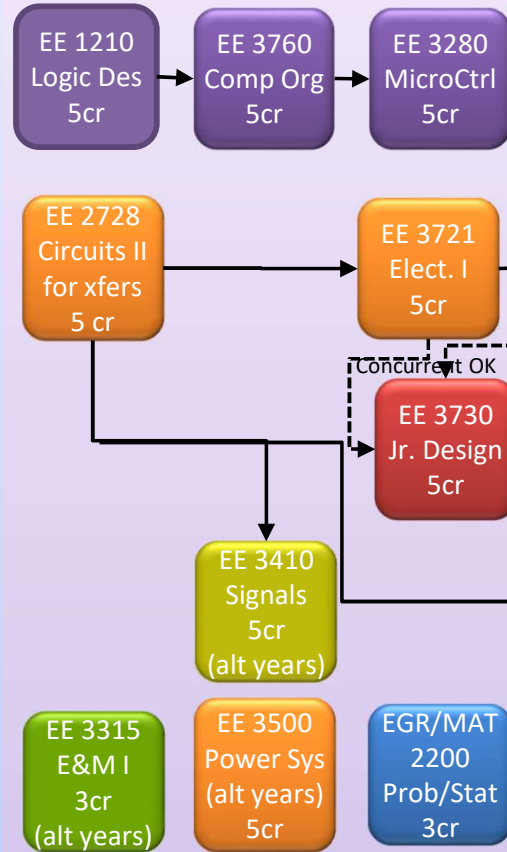 EE 1210
Logic Des
5cr
EE 3760
Comp Org
5cr
EE 3280
MicroCtrl
5cr
EE 2728
Circuits II
for xfers
5 cr
EE 3721
Elect. I
5cr
Concurrent OK
EE 3730
Jr. Design
5cr
EE 3410
Signals
5cr
(alt years)
EE 3315
E&M I
3cr
(alt years)
EE 3500
Power Sys
(alt years)
5cr
EGR/MAT
2200
Prob/Stat
3cr